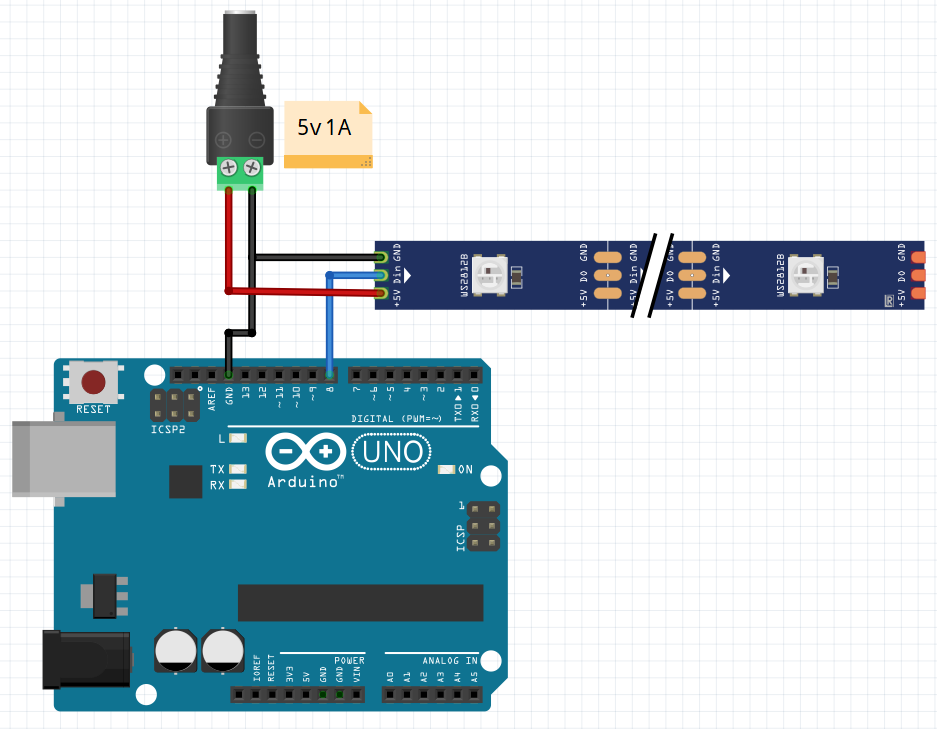 5v 1A
GND
Din
+5V
WS2812B
GND
DO
+5V
GND
Din
+5V
GND
DO
+5V
GND
Din
+5V
WS2812B
GND
DO
+5V
RESET
ICSP2
AREF
GND
13
12
~11
~10
~9
8
7
~6
~5
4
~3
2
TXO▶1
RXO◀0
DIGITAL (PWM=~)
L
TX
RX
UNO
Arduino™
ON
1
ICSP
IOREF
RESET
3V3
5V
GND
GND
VIN
POWER
ANALOG IN
A0
A1
A2
A3
A4
A5